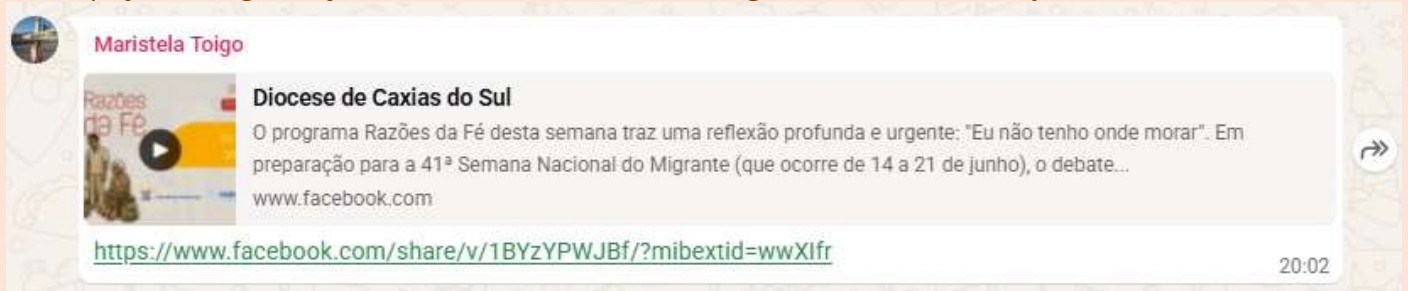 Maristela Toigo
Razões
da Fé
Diocese de Caxias do Sul
O programa Razões da Fé desta semana traz uma reflexão profunda e urgente: "Eu não tenho onde morar". Em
preparação para a 41ª Semana Nacional do Migrante (que ocorre de 14 a 21 de junho), o debate...
www.facebook.com
https://www.facebook.com/share/v/1BYzYPWJBf/?mibextid=wwXIfr
20:02